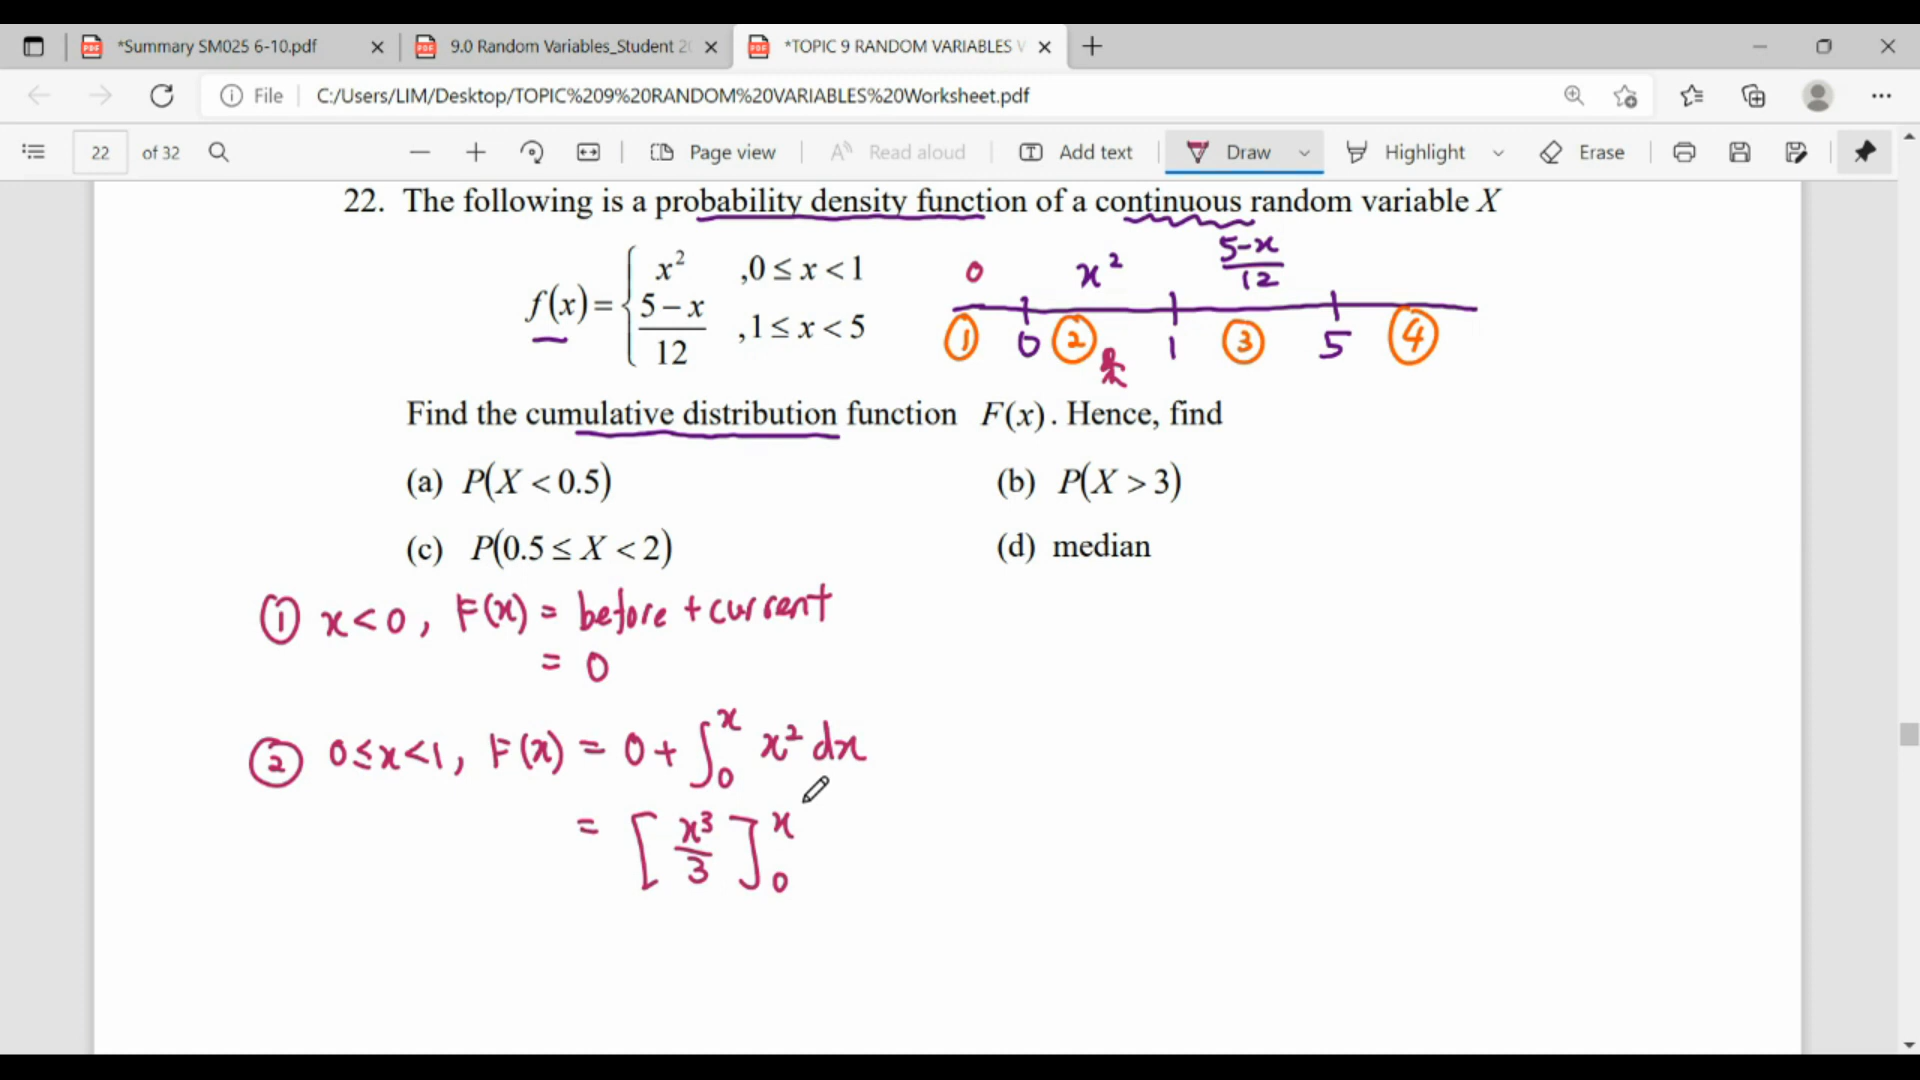 *Summary SM025 6-10.pdf
9.0 Random Variables_Student 2
*TOPIC 9 RANDOM VARIABLES
File
C:/Users/LIM/Desktop/TOPIC%209%20RANDOM%20VARIABLES%20Worksheet.pdf
22 of 32
Page view
Read aloud
Add text
Draw
Highlight
Erase
22. The following is a probability density function of a continuous random variable X
f(x) = { x² , 0 ≤ x < 1
(5 − x)/12 , 1 ≤ x < 5
0 x² (5-x)/12
① 0 ② x 1 ③ 5 ④
Find the cumulative distribution function F(x). Hence, find
(a) P(X < 0.5) (b) P(X > 3)
(c) P(0.5 ≤ X < 2) (d) median
① x < 0, F(x) = before + current
= 0
② 0 ≤ x < 1, F(x) = 0 + ∫₀ˣ x² dx
= [x³/3]₀ˣ